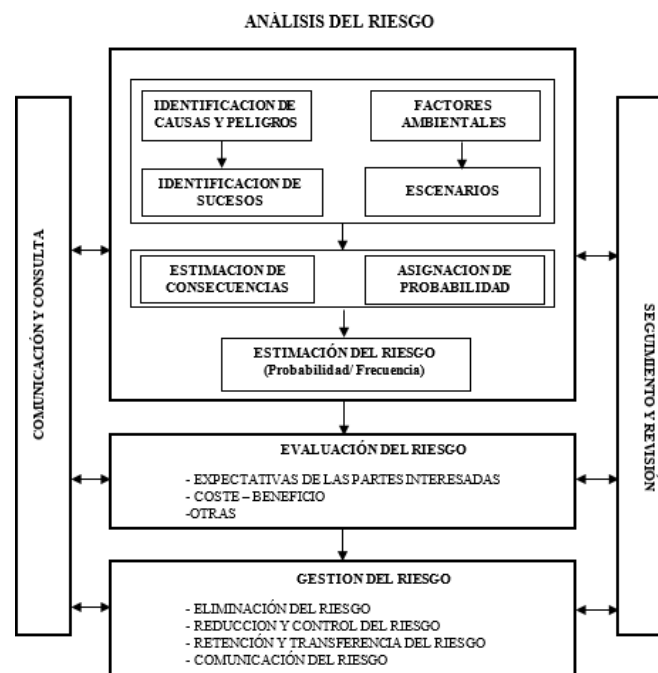 ANÁLISIS DEL RIESGO
IDENTIFICACION DE
CAUSAS Y PELIGROS
FACTORES
AMBIENTALES
IDENTIFICACION DE
SUCESOS
ESCENARIOS
ESTIMACION DE
CONSECUENCIAS
ASIGNACION DE
PROBABILIDAD
ESTIMACIÓN DEL RIESGO
(Probabilidad/ Frecuencia)
COMUNICACIÓN Y CONSULTA
SEGUIMIENTO Y REVISIÓN
EVALUACIÓN DEL RIESGO
- EXPECTATIVAS DE LAS PARTES INTERESADAS
- COSTE – BENEFICIO
-OTRAS
GESTION DEL RIESGO
- ELIMINACIÓN DEL RIESGO
- REDUCCION Y CONTROL DEL RIESGO
- RETENCIÓN Y TRANSFERENCIA DEL RIESGO
- COMUNICACIÓN DEL RIESGO